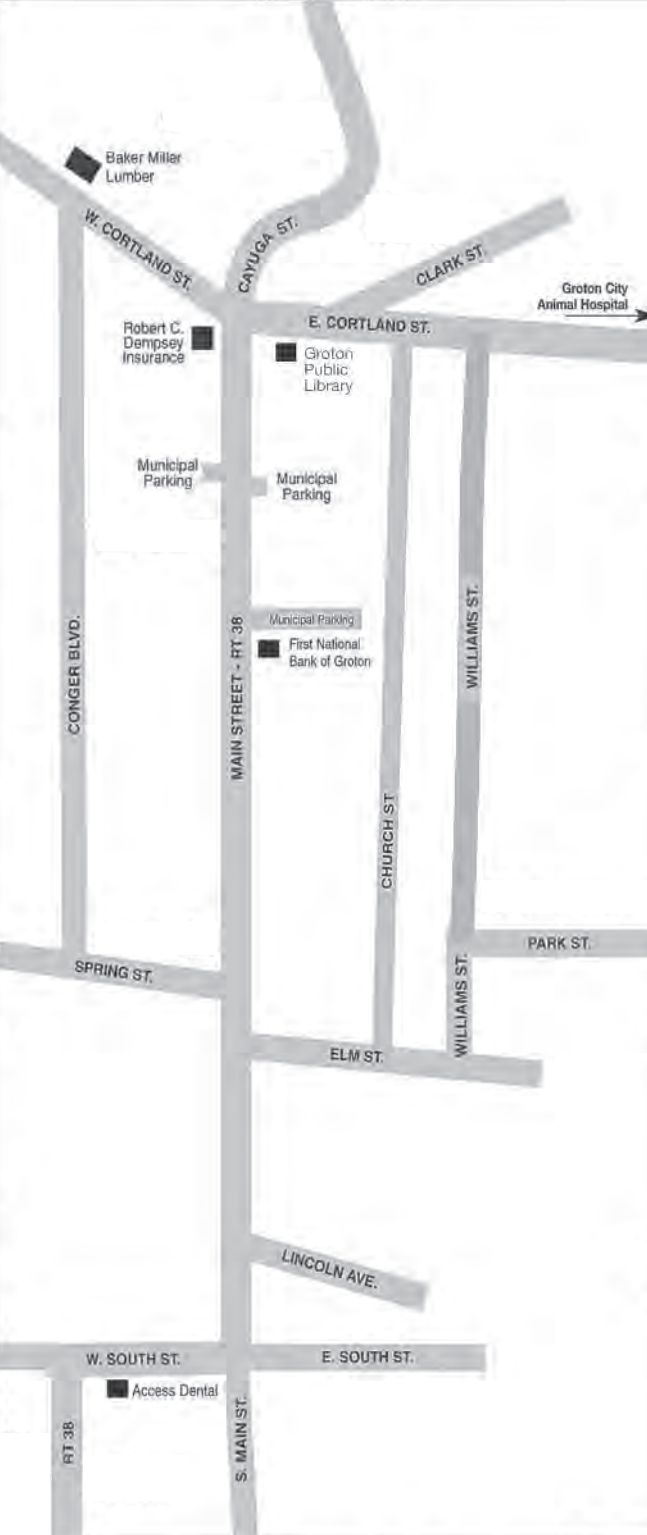 Baker Miller
Lumber
W. CORTLAND ST.
CAYUGA ST.
CLARK ST.
Groton City
Animal Hospital
E. CORTLAND ST.
Robert C.
Dempsey
Insurance
Groton
Public
Library
Municipal
Parking
Municipal
Parking
Municipal Parking
First National
Bank of Groton
CONGER BLVD.
MAIN STREET - RT 38
WILLIAMS ST.
CHURCH ST
PARK ST.
SPRING ST.
WILLIAMS ST.
ELM ST.
LINCOLN AVE.
W. SOUTH ST.
E. SOUTH ST.
Access Dental
RT 38
S. MAIN ST.